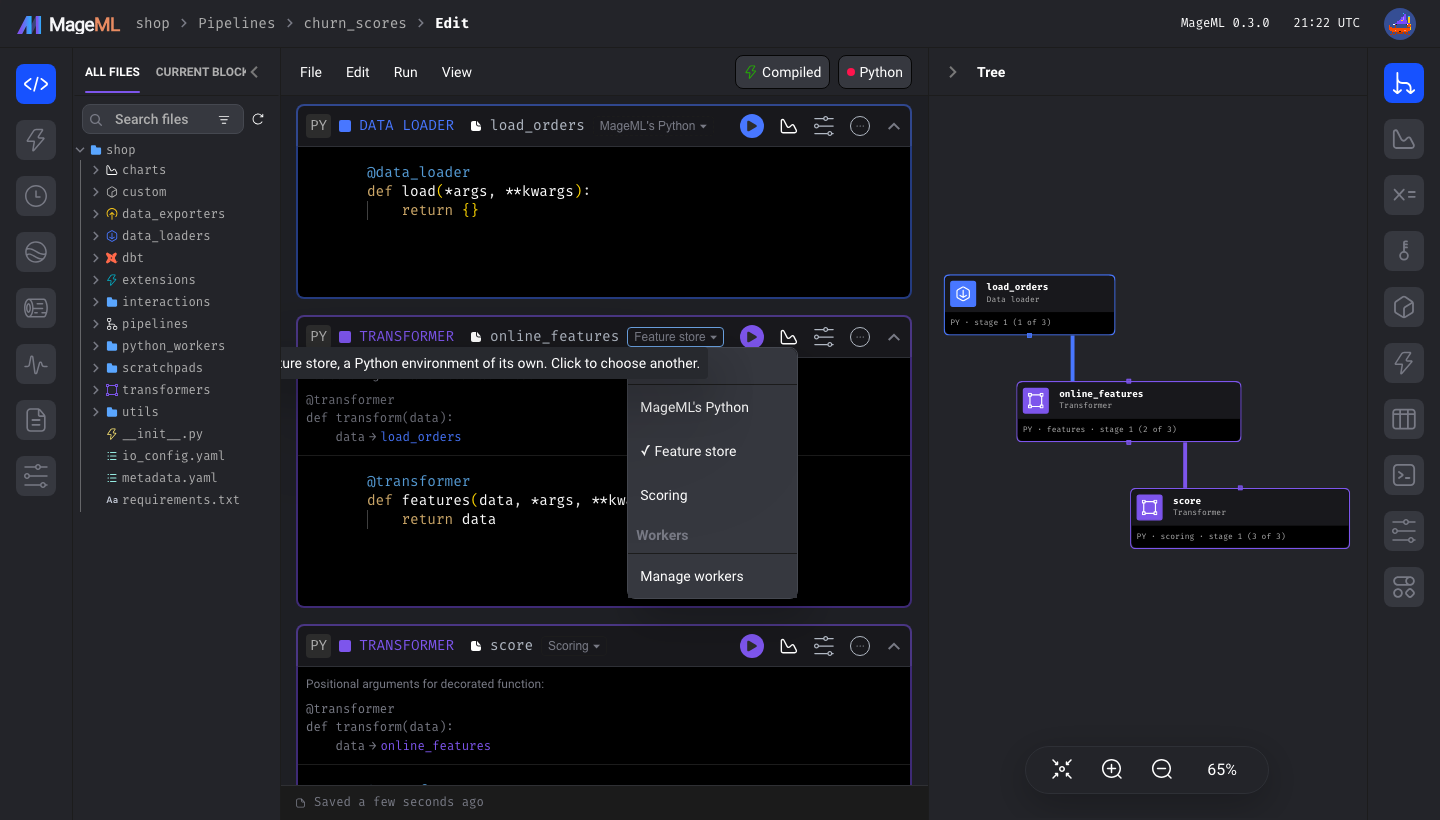 MageML
shop > Pipelines > churn_scores > Edit
MageML 0.3.0
21:22 UTC
ALL FILES
CURRENT BLOCK
Search files
shop
charts
custom
data_exporters
data_loaders
dbt
extensions
interactions
pipelines
python_workers
scratchpads
transformers
utils
__init__.py
io_config.yaml
metadata.yaml
Aa requirements.txt
File Edit Run View
Compiled
Python
PY DATA LOADER load_orders MageML's Python
@data_loader
def load(*args, **kwargs):
return {}
PY TRANSFORMER online_features Feature store
ure store, a Python environment of its own. Click to choose another.
@transformer
def transform(data):
data → load_orders
@transformer
def features(data, *args, **kw
return data
MageML's Python
✓ Feature store
Scoring
Workers
Manage workers
PY TRANSFORMER score Scoring
Positional arguments for decorated function:
@transformer
def transform(data):
data → online_features
Saved a few seconds ago
Tree
load_orders
Data loader
PY · stage 1 (1 of 3)
online_features
Transformer
PY · features · stage 1 (2 of 3)
score
Transformer
PY · scoring · stage 1 (3 of 3)
65%